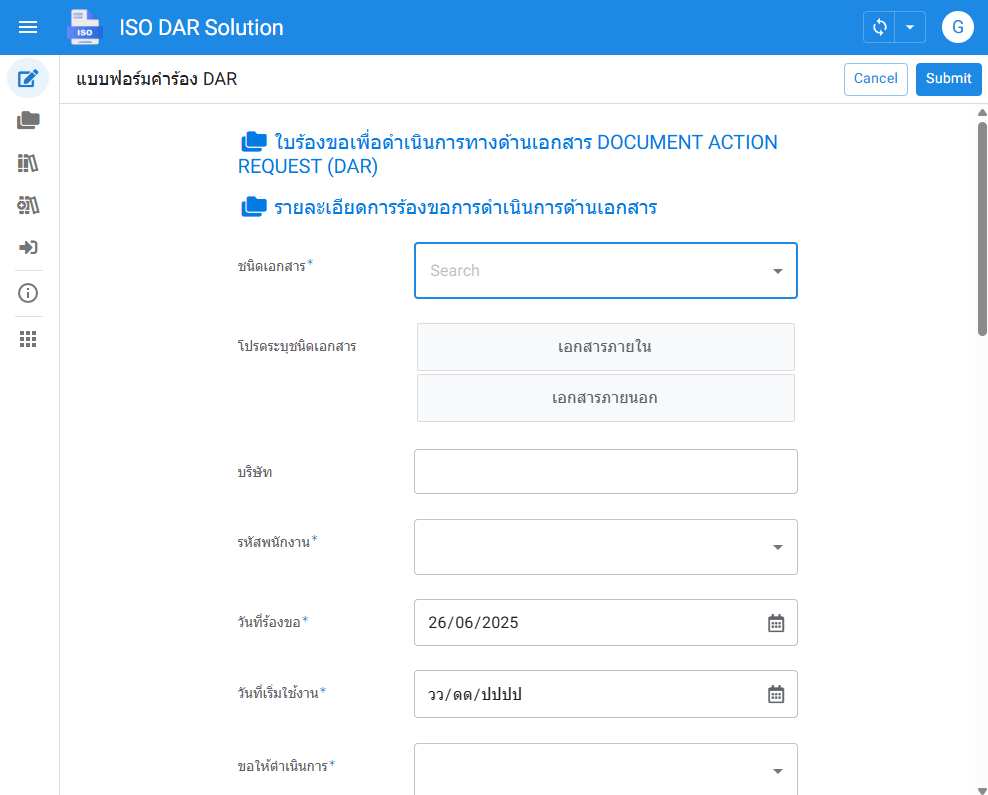 ISO
ISO DAR Solution
G
แบบฟอร์มคำร้อง DAR
Cancel
Submit
ใบร้องขอเพื่อดำเนินการทางด้านเอกสาร DOCUMENT ACTION
REQUEST (DAR)
รายละเอียดการร้องขอการดำเนินการด้านเอกสาร
ชนิดเอกสาร*
Search
โปรดระบุชนิดเอกสาร
เอกสารภายใน
เอกสารภายนอก
บริษัท
รหัสพนักงาน*
วันที่ร้องขอ*
26/06/2025
วันที่เริ่มใช้งาน*
วว/ดด/ปปปป
ขอให้ดำเนินการ*